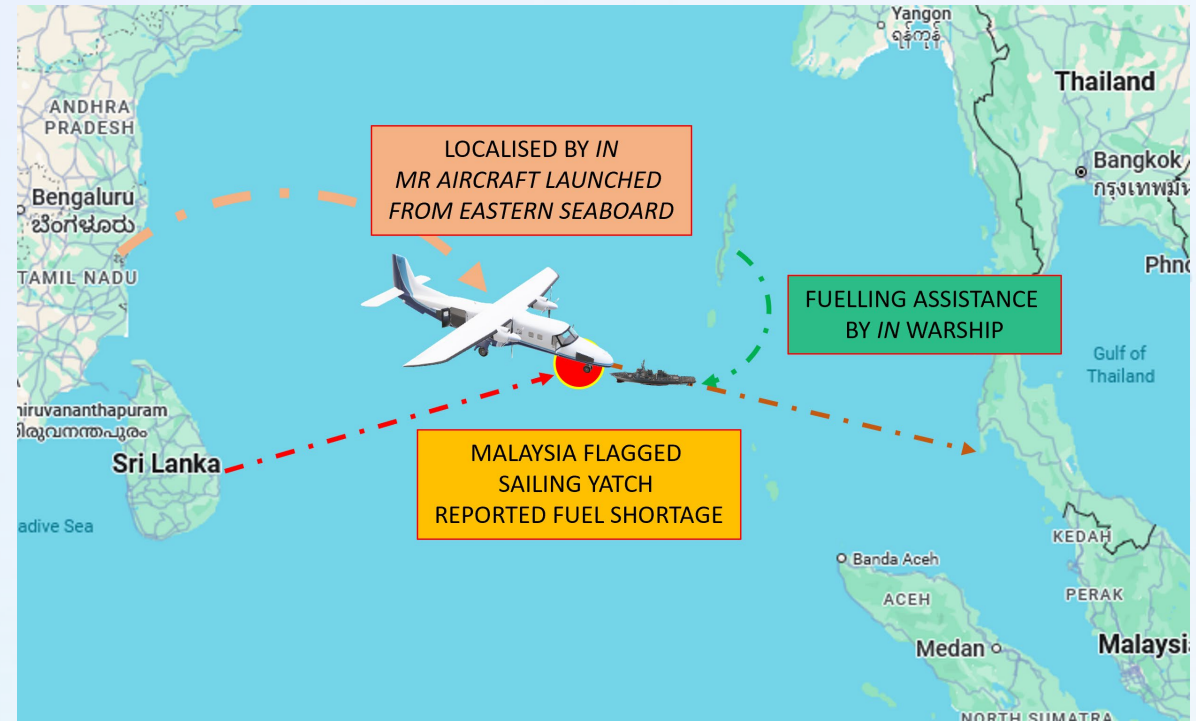 Yangon
ရန်ကုန်
Thailand
ANDHRA
PRADESH
LOCALISED BY IN
MR AIRCRAFT LAUNCHED
FROM EASTERN SEABOARD
Bangkok
Bengaluru
ಬೆಂಗಳೂರು
TAMIL NADU
FUELLING ASSISTANCE
BY IN WARSHIP
Gulf of
Thailand
Sri Lanka
MALAYSIA FLAGGED
SAILING YATCH
REPORTED FUEL SHORTAGE
KEDAH
Banda Aceh
ACEH
PERAK
Medan
NORTH SUMATRA